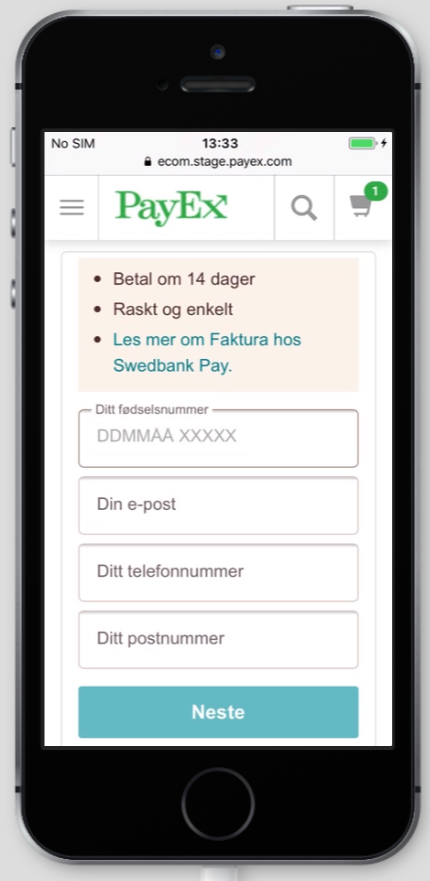 No SIM
13:33
ecom.stage.payex.com
PayEx
1
Betal om 14 dager
Raskt og enkelt
Les mer om Faktura hos
Swedbank Pay.
Ditt fødselsnummer
DDMMÅÅ XXXXX
Din e-post
Ditt telefonnummer
Ditt postnummer
Neste